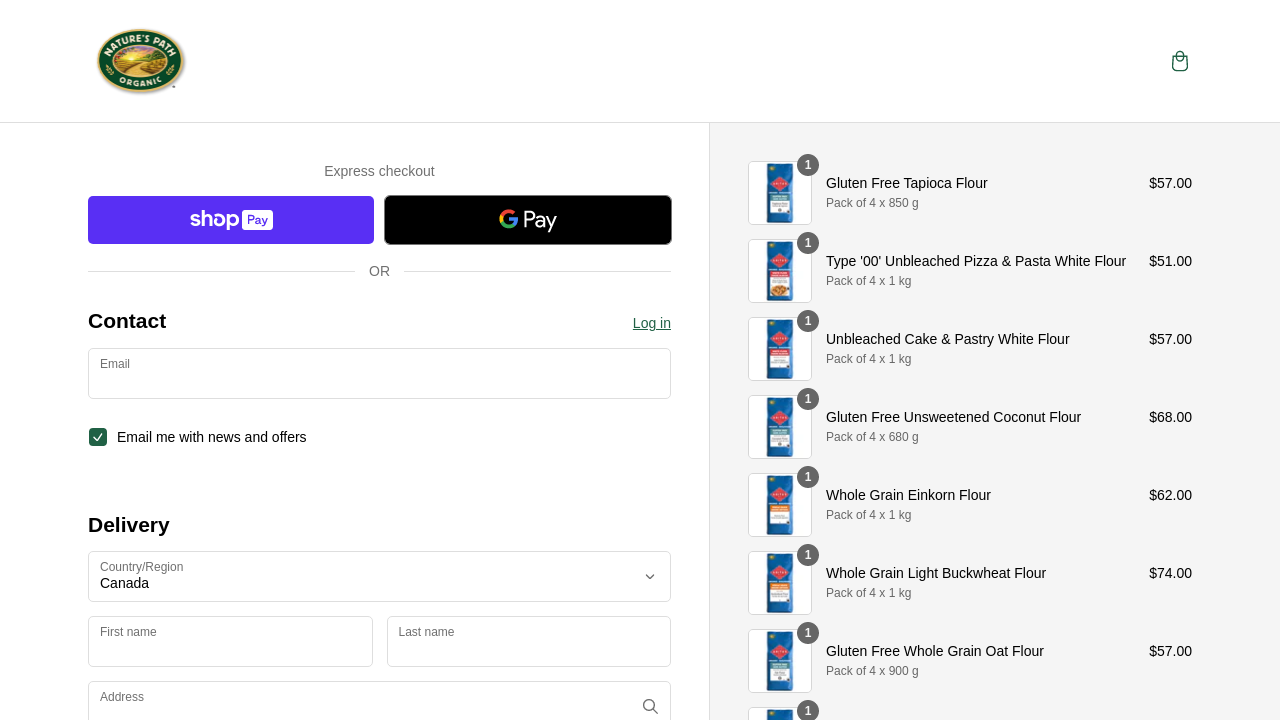 NATURE'S PATH
ORGANIC
Express checkout
shop Pay
G Pay
OR
Contact
Log in
Email
Email me with news and offers
Delivery
Country/Region
Canada
First name
Last name
Address
1
Gluten Free Tapioca Flour
$57.00
Pack of 4 x 850 g
1
Type '00' Unbleached Pizza & Pasta White Flour
$51.00
Pack of 4 x 1 kg
1
Unbleached Cake & Pastry White Flour
$57.00
Pack of 4 x 1 kg
1
Gluten Free Unsweetened Coconut Flour
$68.00
Pack of 4 x 680 g
1
Whole Grain Einkorn Flour
$62.00
Pack of 4 x 1 kg
1
Whole Grain Light Buckwheat Flour
$74.00
Pack of 4 x 1 kg
1
Gluten Free Whole Grain Oat Flour
$57.00
Pack of 4 x 900 g
1